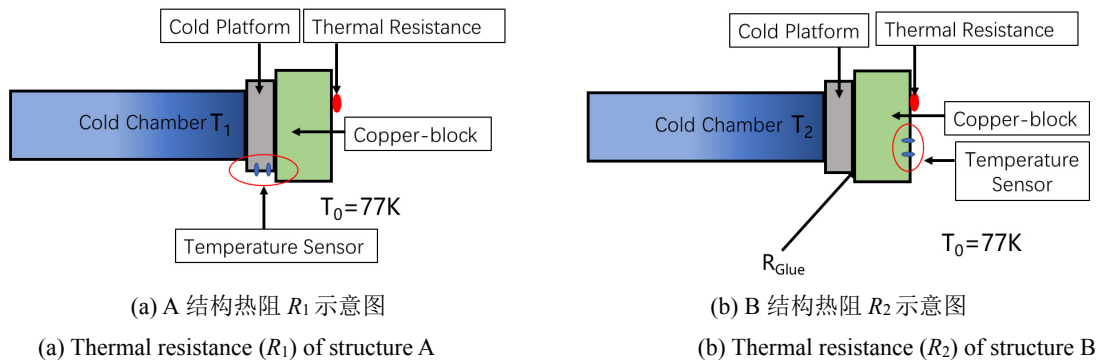 Cold Platform
Thermal Resistance
Cold Chamber T₁
Copper-block
T₀=77K
Temperature Sensor
(a) A 结构热阻 R₁ 示意图
(a) Thermal resistance (R₁) of structure A
Cold Platform
Thermal Resistance
Cold Chamber T₂
Copper-block
Temperature
Sensor
T₀=77K
R_Glue
(b) B 结构热阻 R₂ 示意图
(b) Thermal resistance (R₂) of structure B